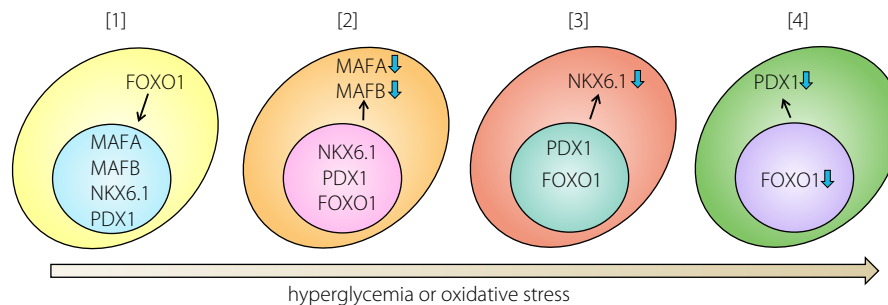 [1]
[2]
[3]
[4]
FOXO1
MAFA
MAFB
NKX6.1
PDX1
MAFA
MAFB
NKX6.1
PDX1
FOXO1
NKX6.1
PDX1
FOXO1
PDX1
FOXO1
hyperglycemia or oxidative stress